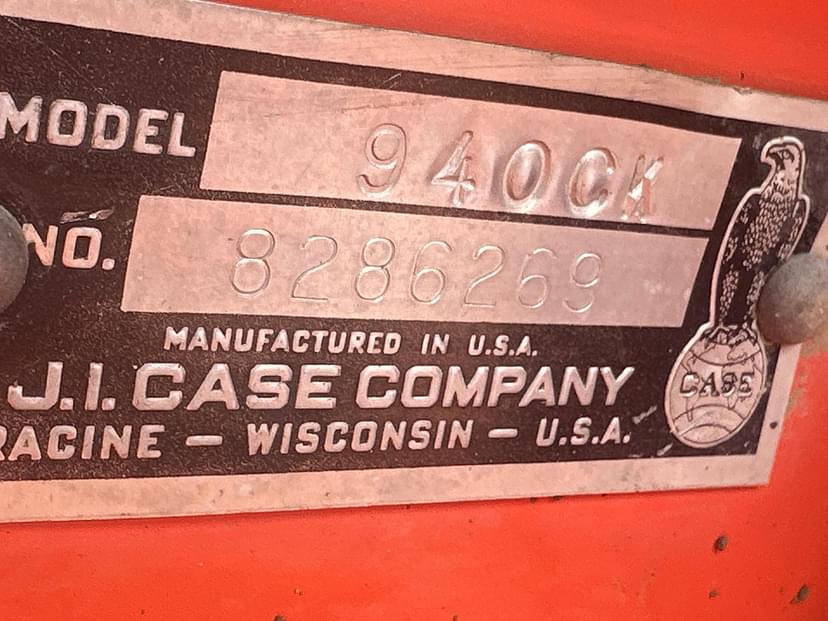 MODEL 940CK
NO. 8286269
MANUFACTURED IN U.S.A.
J.I. CASE COMPANY
RACINE — WISCONSIN — U.S.A.
CASE